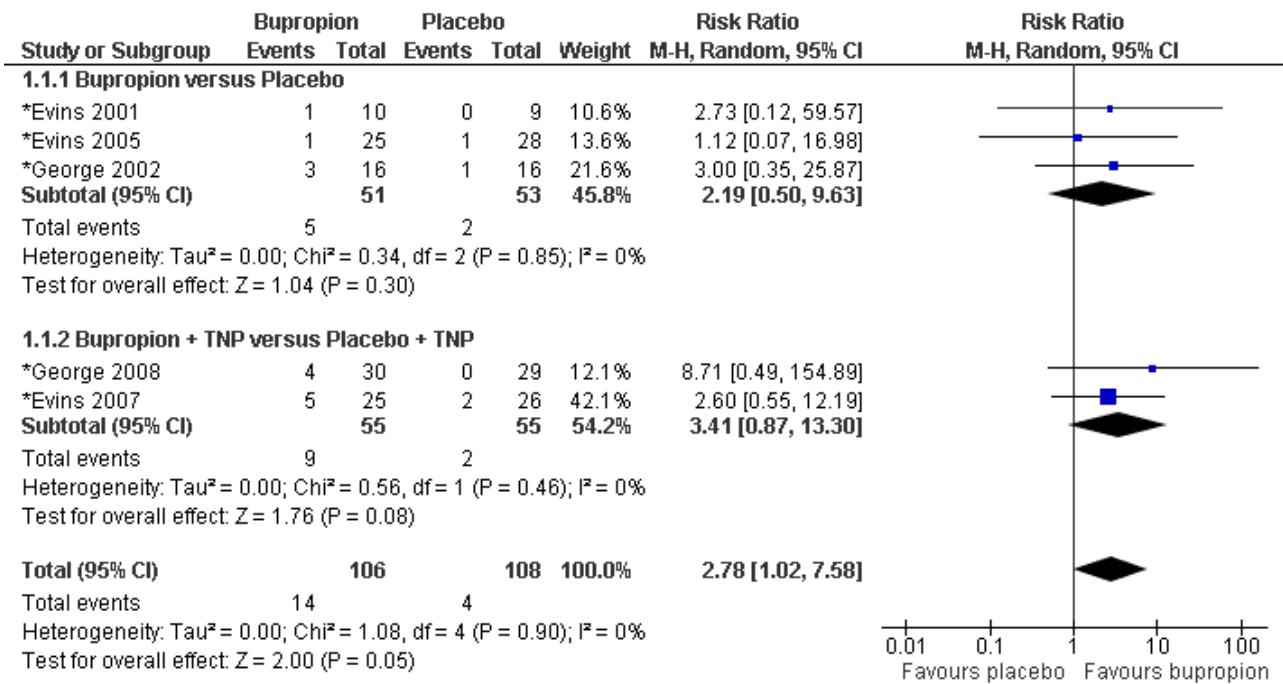 Bupropion Placebo Risk Ratio Risk Ratio
Study or Subgroup Events Total Events Total Weight M-H, Random, 95% CI M-H, Random, 95% CI
1.1.1 Bupropion versus Placebo
*Evins 2001 1 10 0 9 10.6% 2.73 [0.12, 59.57]
*Evins 2005 1 25 1 28 13.6% 1.12 [0.07, 16.98]
*George 2002 3 16 1 16 21.6% 3.00 [0.35, 25.87]
Subtotal (95% CI) 51 53 45.8% 2.19 [0.50, 9.63]
Total events 5 2
Heterogeneity: Tau² = 0.00; Chi² = 0.34, df = 2 (P = 0.85); I² = 0%
Test for overall effect: Z = 1.04 (P = 0.30)
1.1.2 Bupropion + TNP versus Placebo + TNP
*George 2008 4 30 0 29 12.1% 8.71 [0.49, 154.89]
*Evins 2007 5 25 2 26 42.1% 2.60 [0.55, 12.19]
Subtotal (95% CI) 55 55 54.2% 3.41 [0.87, 13.30]
Total events 9 2
Heterogeneity: Tau² = 0.00; Chi² = 0.56, df = 1 (P = 0.46); I² = 0%
Test for overall effect: Z = 1.76 (P = 0.08)
Total (95% CI) 106 108 100.0% 2.78 [1.02, 7.58]
Total events 14 4
Heterogeneity: Tau² = 0.00; Chi² = 1.08, df = 4 (P = 0.90); I² = 0%
Test for overall effect: Z = 2.00 (P = 0.05)
0.01 0.1 1 10 100
Favours placebo Favours bupropion